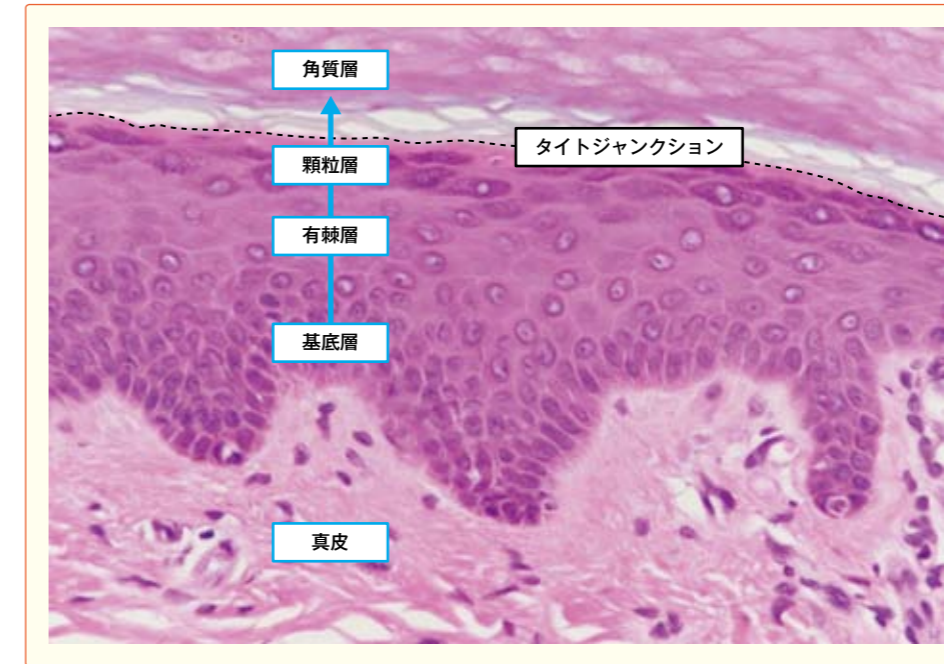 角質層
タイトジャンクション
顆粒層
有棘層
基底層
真皮